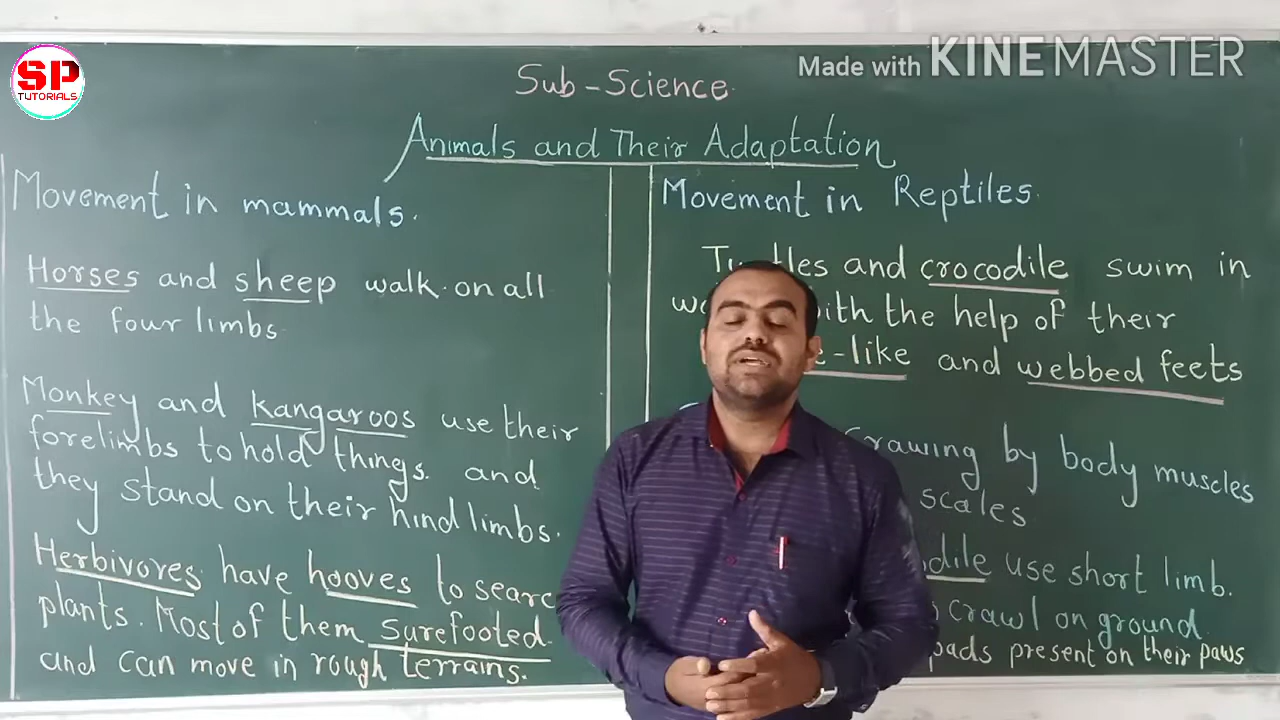 SP
TUTORIALS
Made with KINEMASTER
Sub-Science
Animals and Their Adaptation
Movement in mammals.
Horses and sheep walk on all
the four limbs
Monkey and kangaroos use their
forelimbs to hold things and
they stand on their hind limbs.
Herbivores have hooves to searc
plants. Most of them surefooted
and can move in rough terrains.
Movement in Reptiles.
and crocodile swim in
with the help of their
-like and webbed feets
Crawing by body muscles
scales
use short limb.
crawl on ground
pads present on their paws